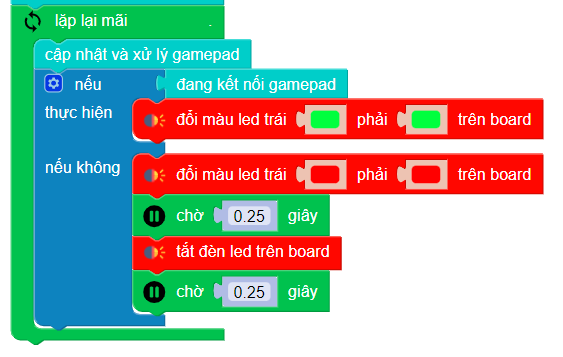 lặp lại mãi .
cập nhật và xử lý gamepad
nếu đang kết nối gamepad
thực hiện đổi màu led trái phải trên board
nếu không đổi màu led trái phải trên board
chờ 0.25 giây
tắt đèn led trên board
chờ 0.25 giây